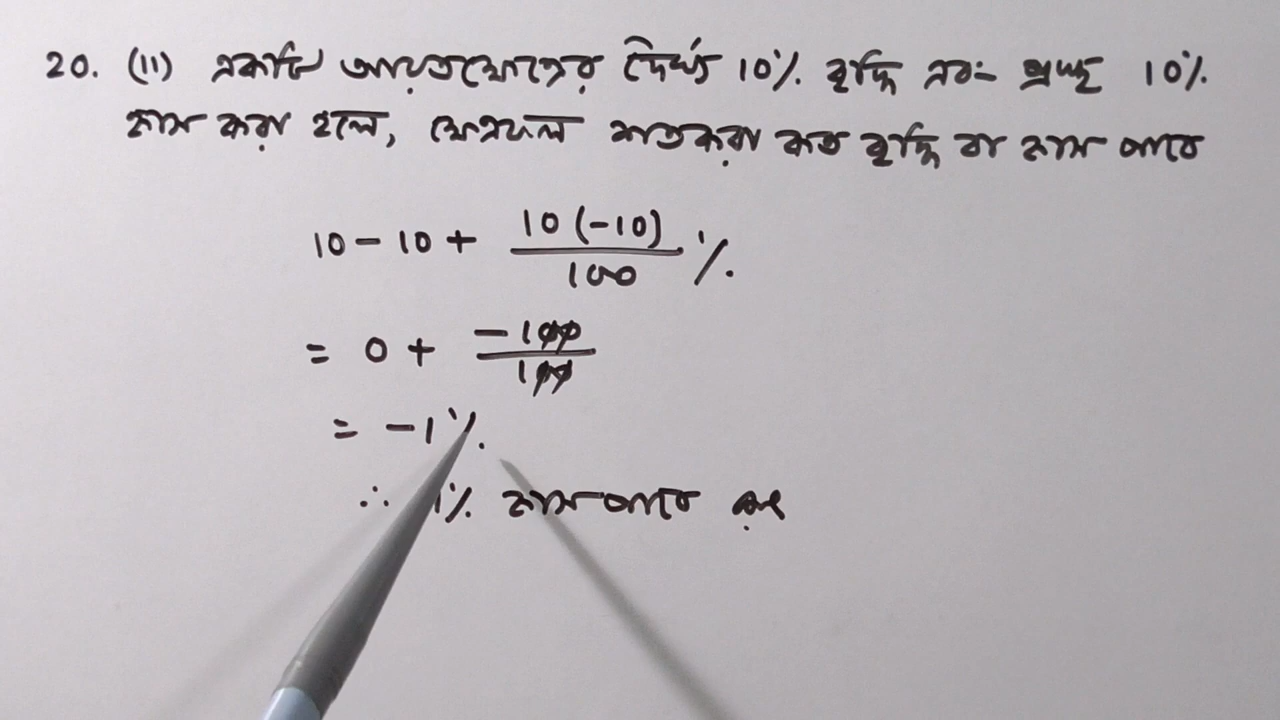 20. (11) একটি আয়তক্ষেত্রের দৈর্ঘ্য 10% বৃদ্ধি এবং প্রস্থ 10%
হ্রাস করা হলে, ক্ষেত্রফল শতকরা কত বৃদ্ধি বা হ্রাস পাবে
10 - 10 + 10 (-10) / 100 %
= 0 + -100 / 100
= -1%
∴ 1% হ্রাস পাবে